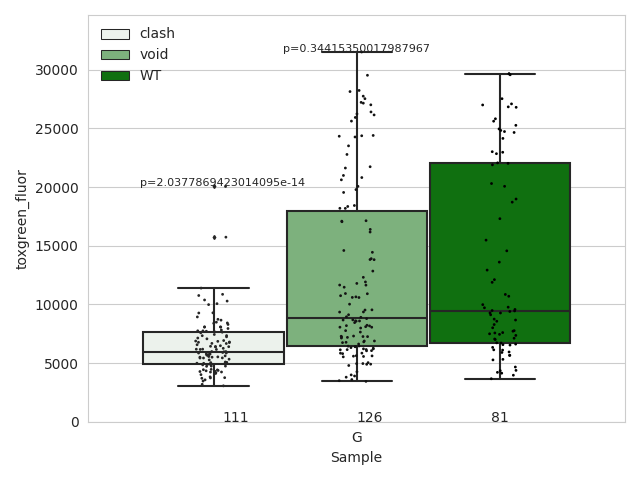 clash
void
WT
p=0.34415350017987967
p=2.0377869423014095e-14
toxgreen_fluor
30000
25000
20000
15000
10000
5000
0
111
126
81
G
Sample